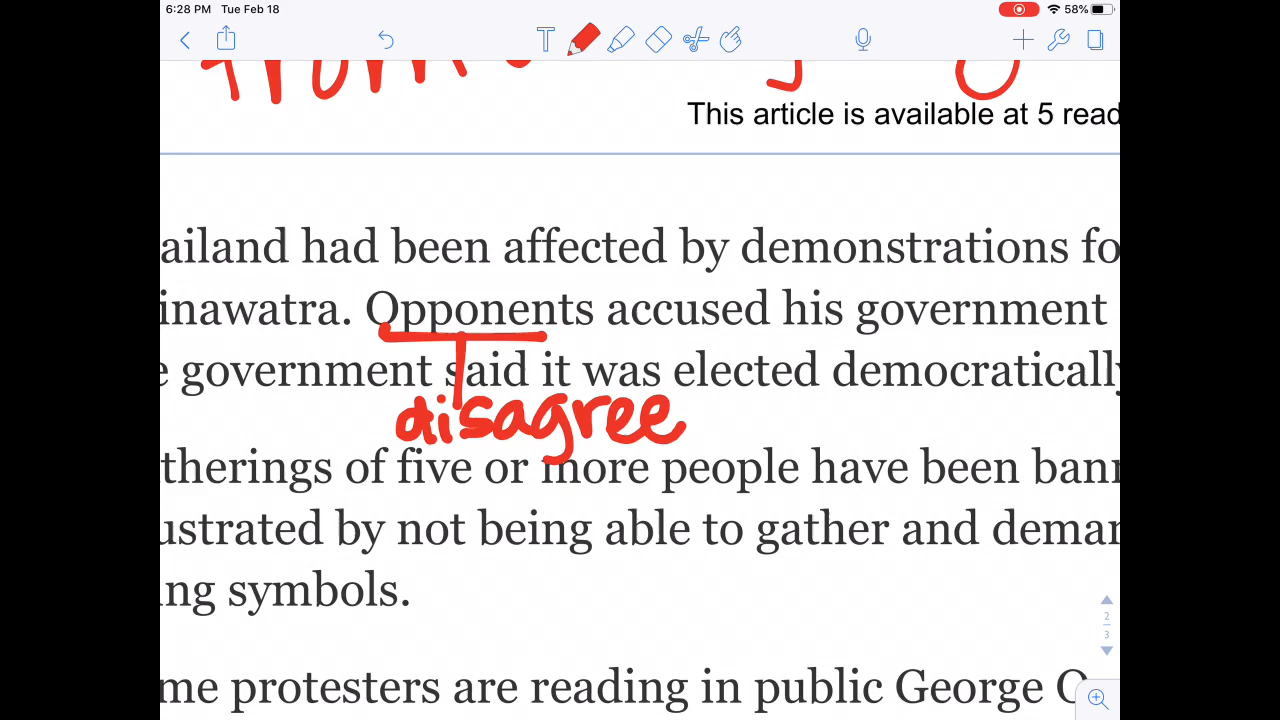 6:28 PM Tue Feb 18
58%
This article is available at 5 read
ailand had been affected by demonstrations fo
inawatra. Opponents accused his government
e government said it was elected democratically
disagree
therings of five or more people have been bann
ustrated by not being able to gather and deman
ing symbols.
2
3
me protesters are reading in public George O